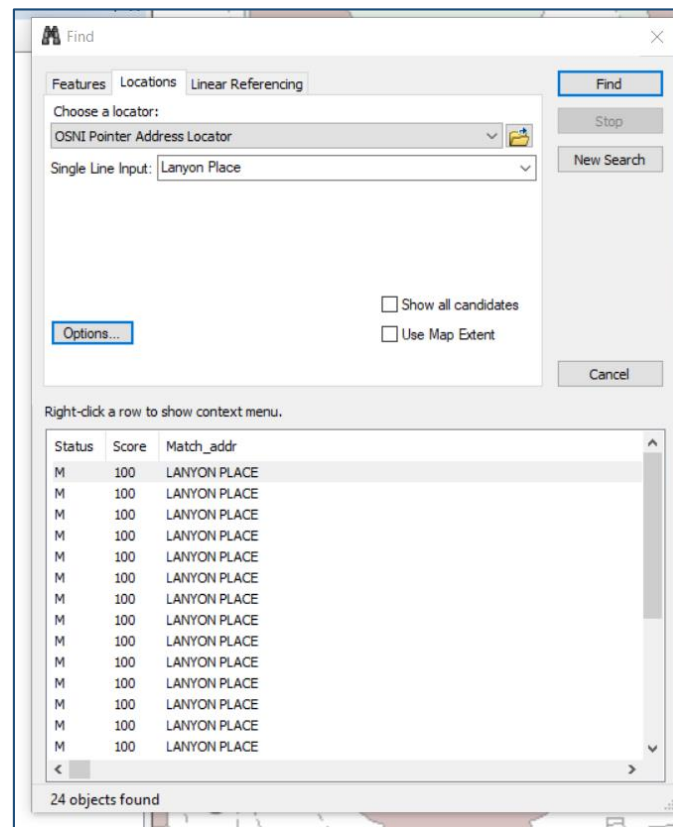 Find
Features Locations Linear Referencing
Find
Choose a locator:
OSNI Pointer Address Locator
Stop
Single Line Input: Lanyon Place
New Search
Show all candidates
Options...
Use Map Extent
Cancel
Right-click a row to show context menu.
Status Score Match_addr
M 100 LANYON PLACE
M 100 LANYON PLACE
M 100 LANYON PLACE
M 100 LANYON PLACE
M 100 LANYON PLACE
M 100 LANYON PLACE
M 100 LANYON PLACE
M 100 LANYON PLACE
M 100 LANYON PLACE
M 100 LANYON PLACE
M 100 LANYON PLACE
M 100 LANYON PLACE
M 100 LANYON PLACE
M 100 LANYON PLACE
24 objects found